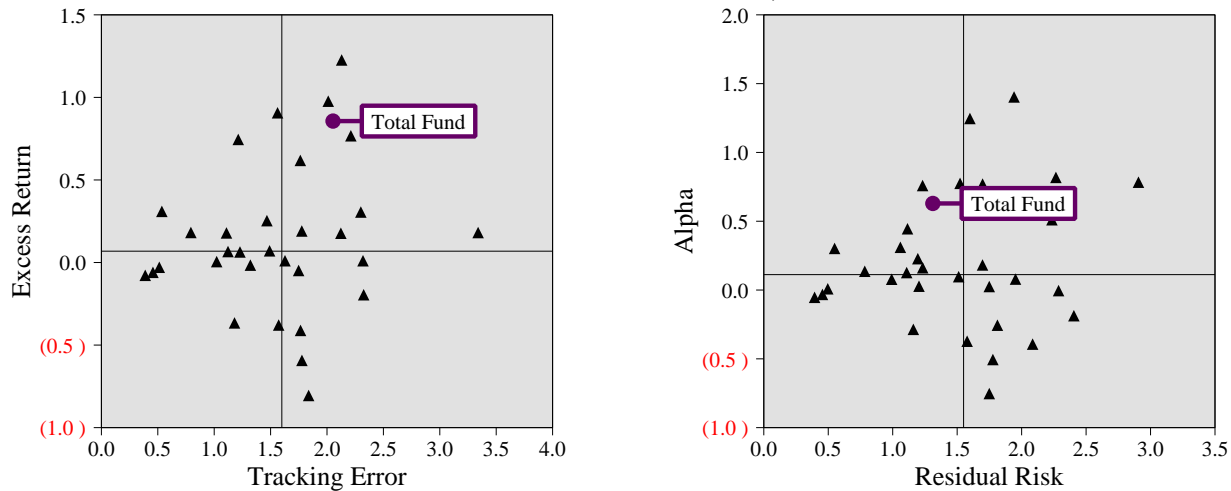 1.5
1.0
0.5
0.0
(0.5 )
(1.0 )
Excess Return
Total Fund
0.0 0.5 1.0 1.5 2.0 2.5 3.0 3.5 4.0
Tracking Error
2.0
1.5
1.0
0.5
0.0
(0.5 )
(1.0 )
Alpha
Total Fund
0.0 0.5 1.0 1.5 2.0 2.5 3.0 3.5
Residual Risk